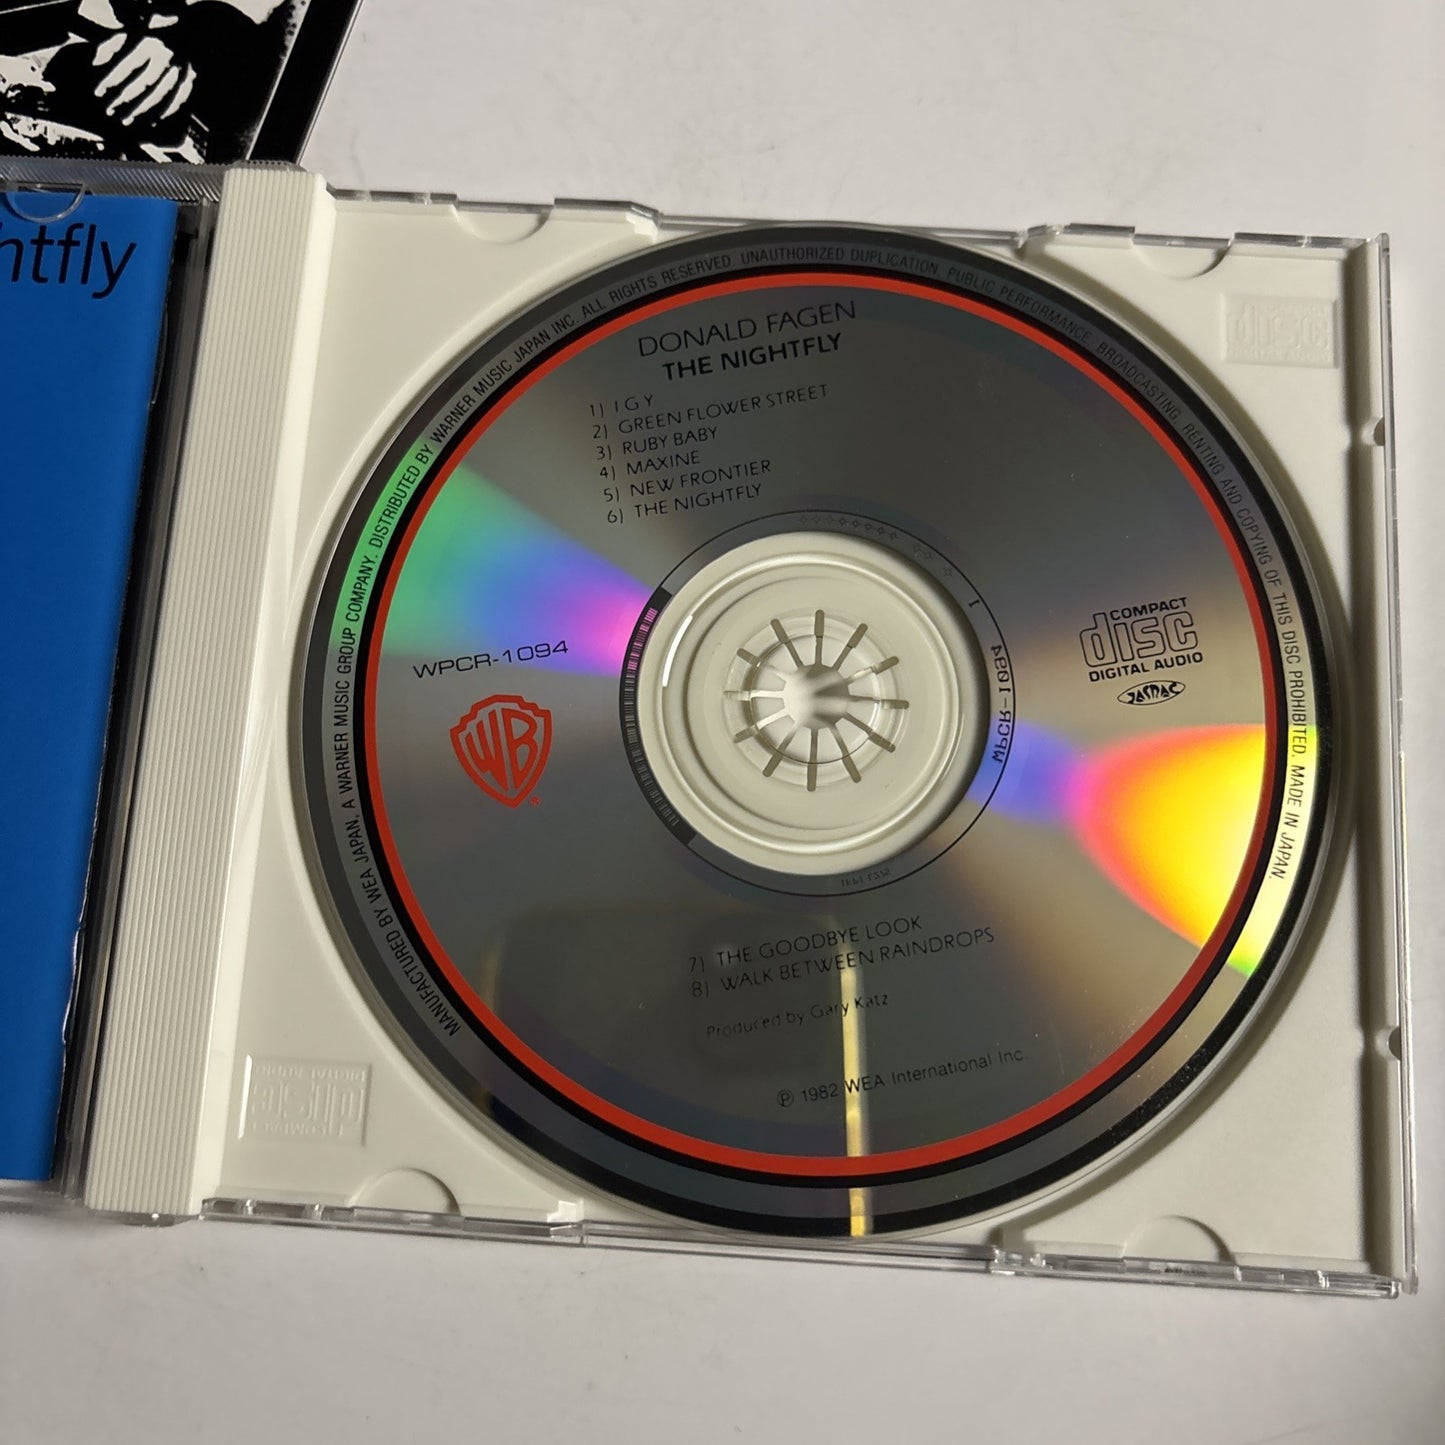 htfly
DONALD FAGEN
THE NIGHTFLY
1) I G Y
2) GREEN FLOWER STREET
3) RUBY BABY
4) MAXINE
5) NEW FRONTIER
6) THE NIGHTFLY
WPCR-1094
WB
®
COMPACT
disc
DIGITAL AUDIO
JASRAC
WPCR-1094
7) THE GOODBYE LOOK
8) WALK BETWEEN RAINDROPS
Produced by Gary Katz
℗ 1982 WEA International Inc.
MANUFACTURED BY WEA JAPAN, A WARNER MUSIC GROUP COMPANY. DISTRIBUTED BY WARNER MUSIC JAPAN INC. ALL RIGHTS RESERVED. UNAUTHORIZED DUPLICATION, PUBLIC PERFORMANCE, BROADCASTING, RENTING AND COPYING OF THIS DISC PROHIBITED. MADE IN JAPAN.
disc
COMPACT
disc